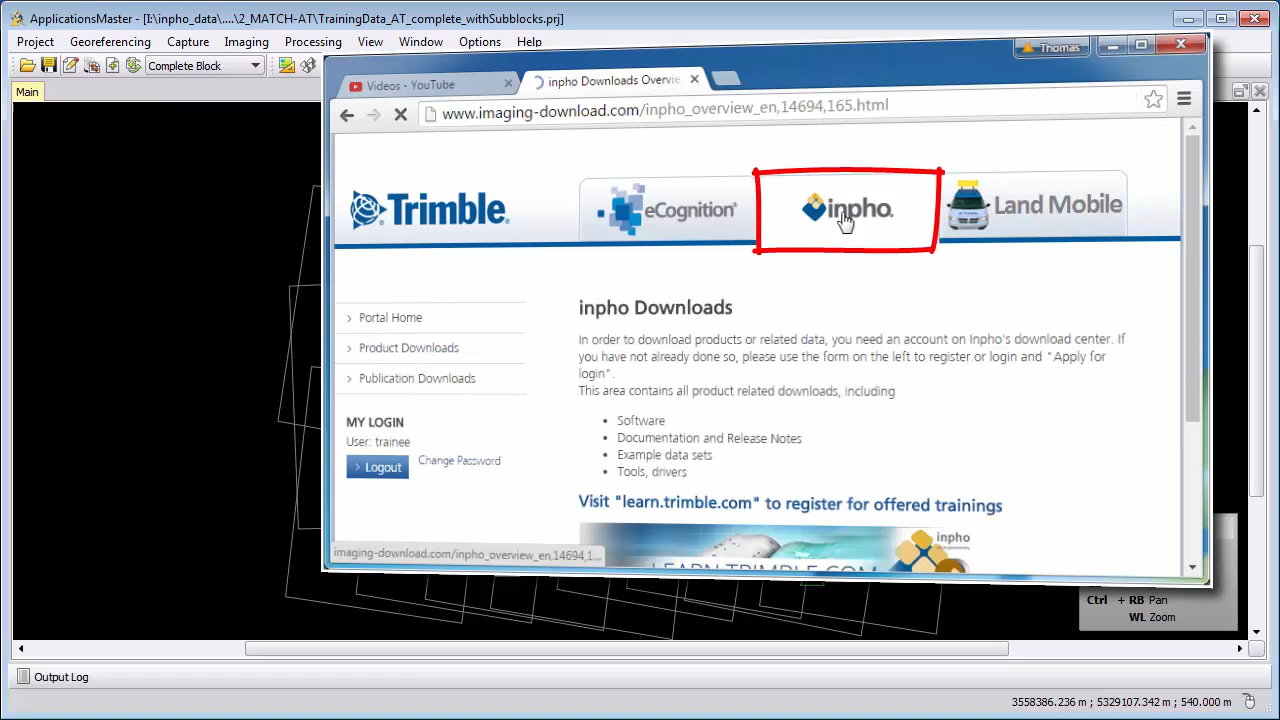 ApplicationsMaster - [I:\inpho_data\....\2_MATCH-AT\TrainingData_AT_complete_withSubblocks.prj]
Project Georeferencing Capture Imaging Processing View Window Options Help
Complete Block
Main
Thomas
Videos - YouTube
inpho Downloads Overvie
www.imaging-download.com/inpho_overview_en,14694,165.html
Trimble
eCognition
inpho
Land Mobile
Portal Home
Product Downloads
Publication Downloads
MY LOGIN
User: trainee
Logout
Change Password
inpho Downloads
In order to download products or related data, you need an account on Inpho's download center. If
you have not already done so, please use the form on the left to register or login and "Apply for
login".
This area contains all product related downloads, including
Software
Documentation and Release Notes
Example data sets
Tools, drivers
Visit "learn.trimble.com" to register for offered trainings
LEARN.TRIMBLE.COM
inpho
imaging-download.com/inpho_overview_en,14694,1...
Ctrl + RB Pan
WL Zoom
Output Log
3558386.236 m ; 5329107.342 m ; 540.000 m